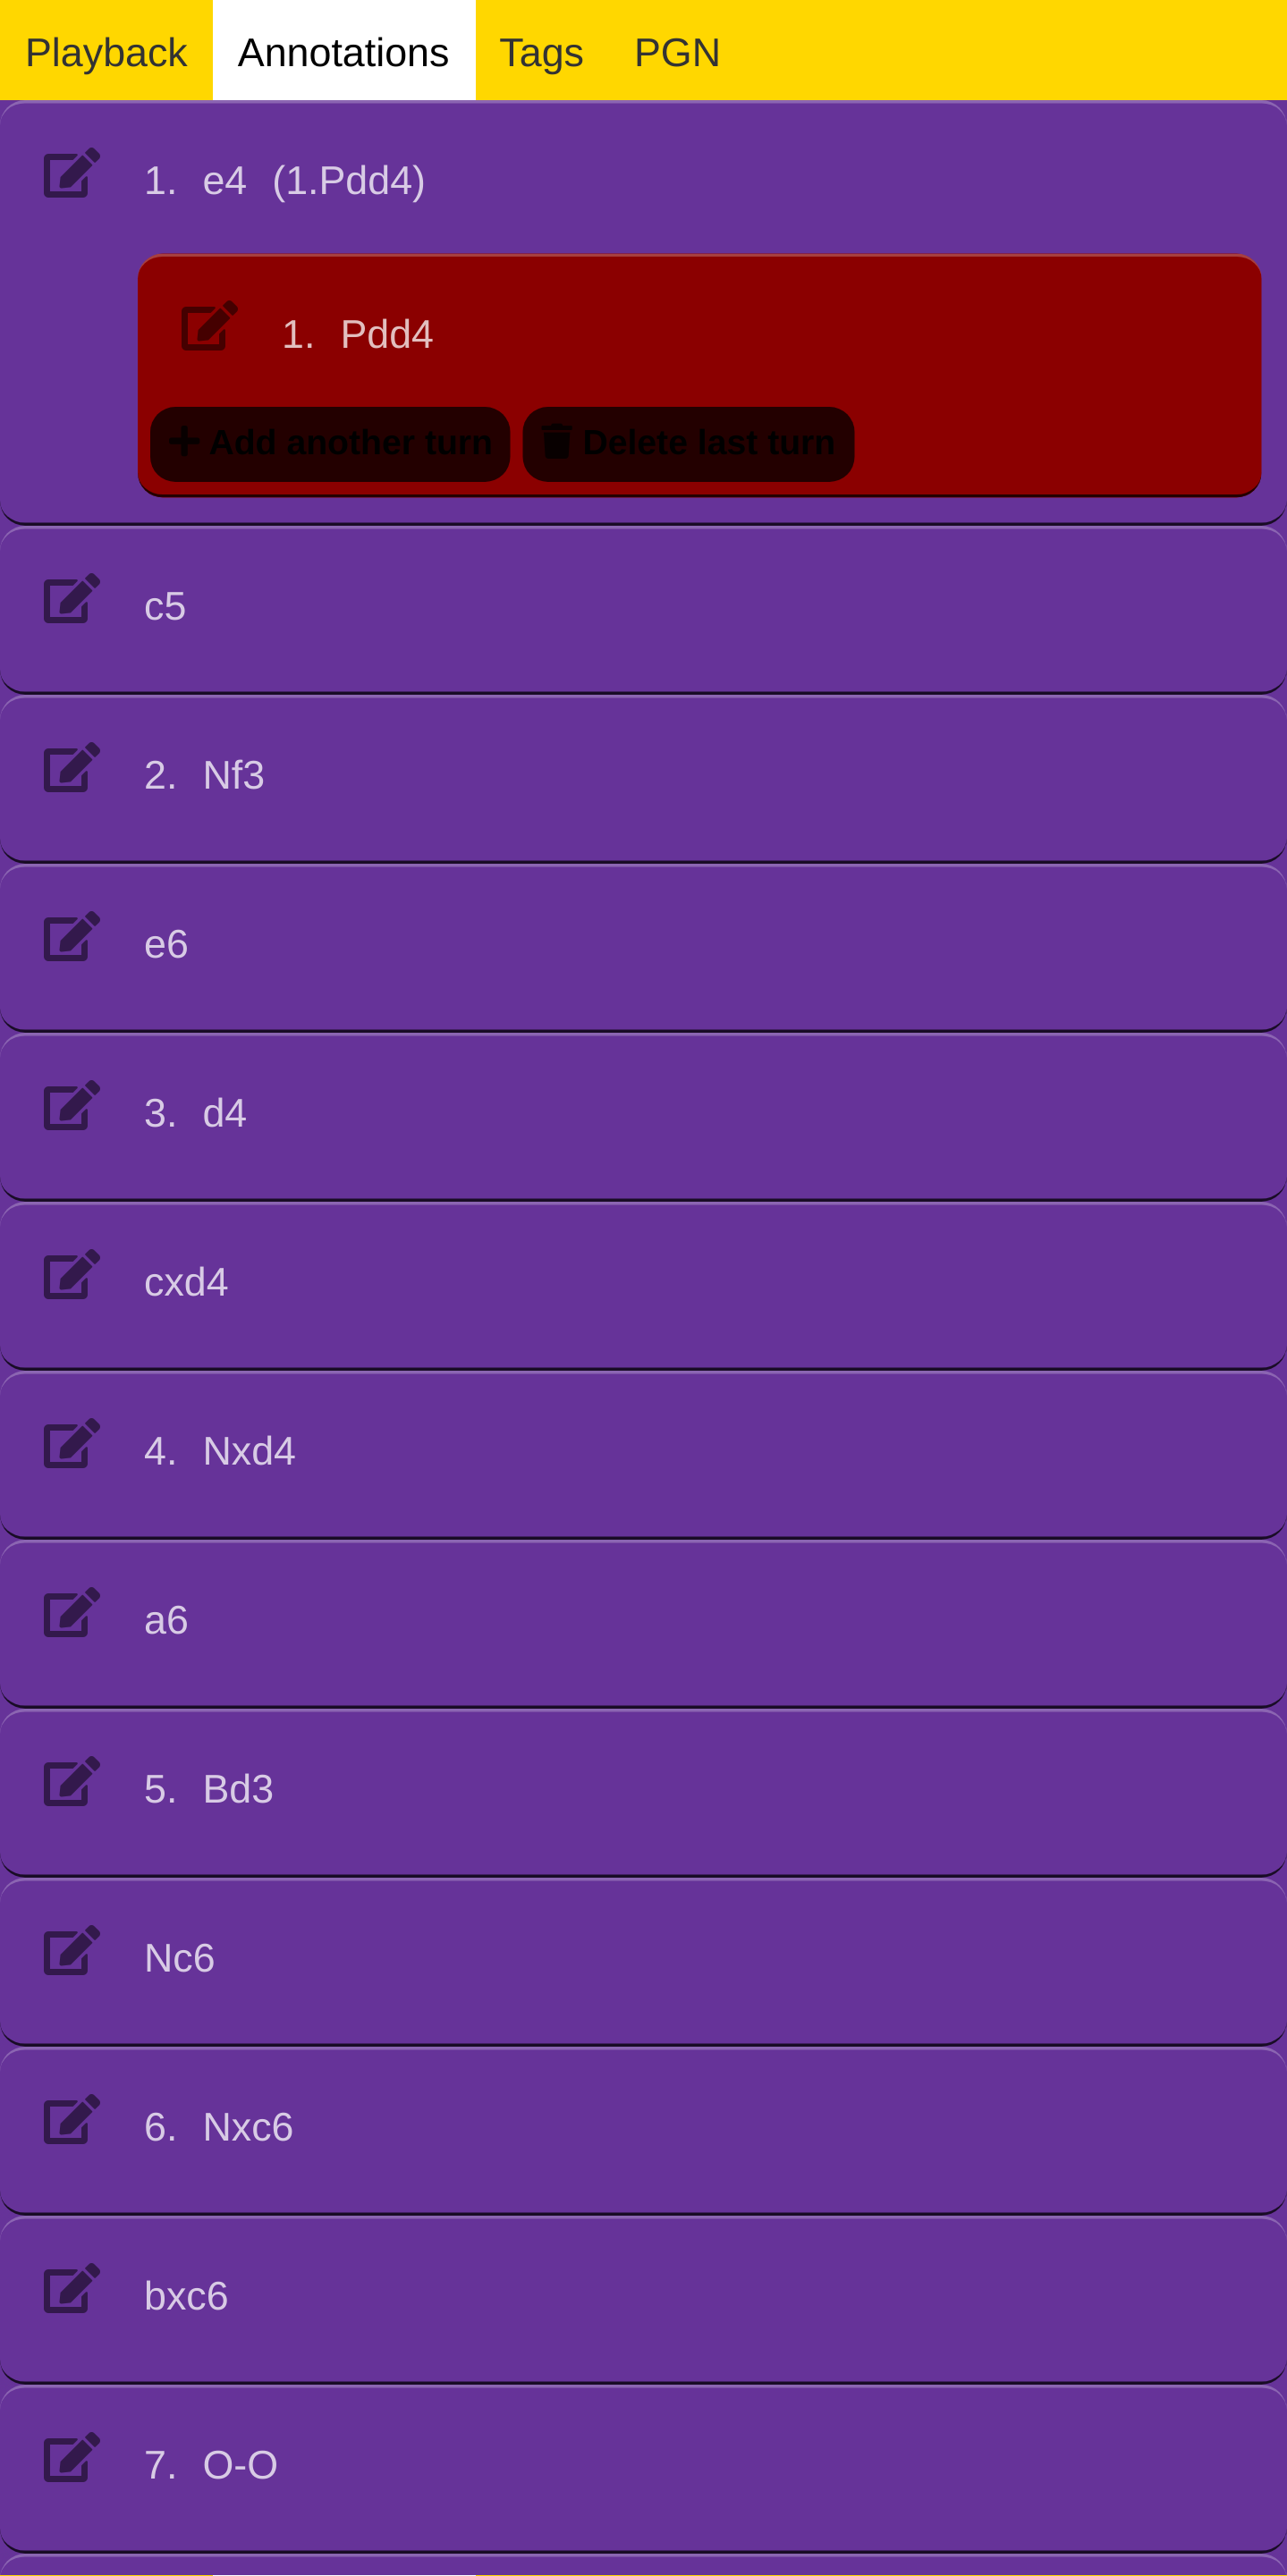 Playback Annotations Tags PGN
1. e4 (1.Pdd4)
1. Pdd4
Add another turn Delete last turn
c5
2. Nf3
e6
3. d4
cxd4
4. Nxd4
a6
5. Bd3
Nc6
6. Nxc6
bxc6
7. O-O